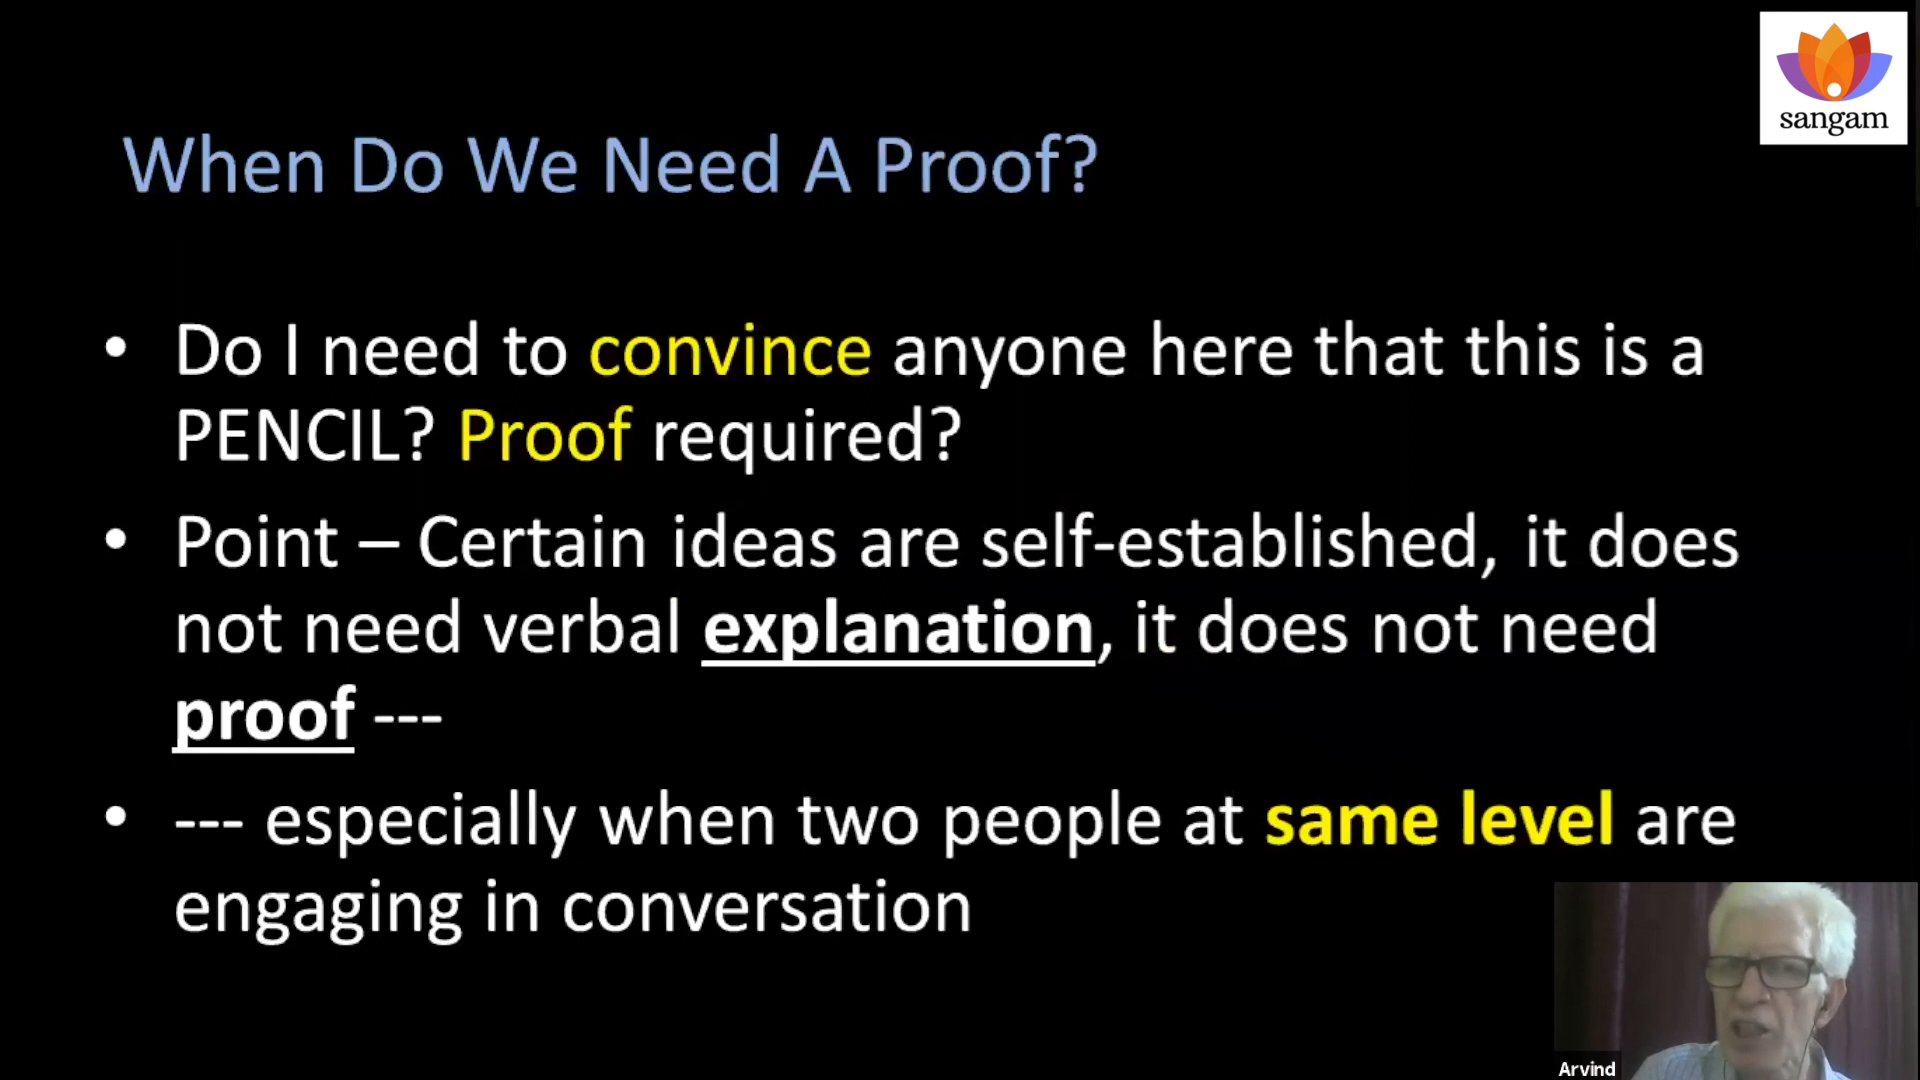 sangam
When Do We Need A Proof?
• Do I need to convince anyone here that this is a
PENCIL? Proof required?
• Point – Certain ideas are self-established, it does
not need verbal explanation, it does not need
proof ---
• --- especially when two people at same level are
engaging in conversation
Arvind